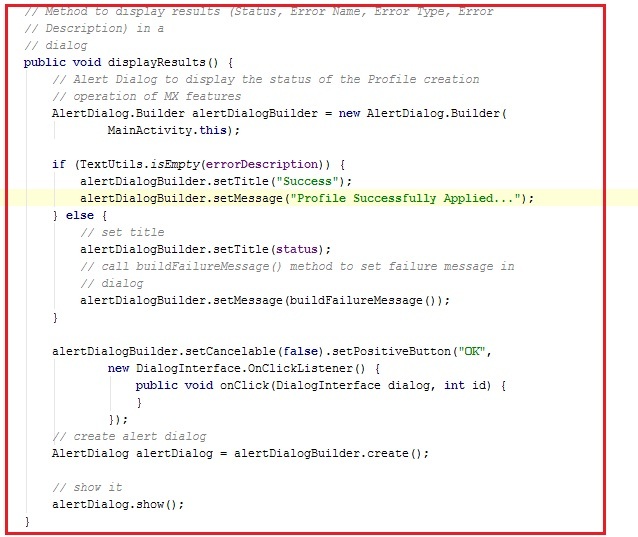 // Method to display results (Status, Error Name, Error Type, Error
// Description) in a
// dialog
public void displayResults() {
// Alert Dialog to display the status of the Profile creation
// operation of MX features
AlertDialog.Builder alertDialogBuilder = new AlertDialog.Builder(
MainActivity.this);
if (TextUtils.isEmpty(errorDescription)) {
alertDialogBuilder.setTitle("Success");
alertDialogBuilder.setMessage("Profile Successfully Applied...");
} else {
// set title
alertDialogBuilder.setTitle(status);
// call buildFailureMessage() method to set failure message in
// dialog
alertDialogBuilder.setMessage(buildFailureMessage());
}
alertDialogBuilder.setCancelable(false).setPositiveButton("OK",
new DialogInterface.OnClickListener() {
public void onClick(DialogInterface dialog, int id) {
}
});
// create alert dialog
AlertDialog alertDialog = alertDialogBuilder.create();
// show it
alertDialog.show();
}